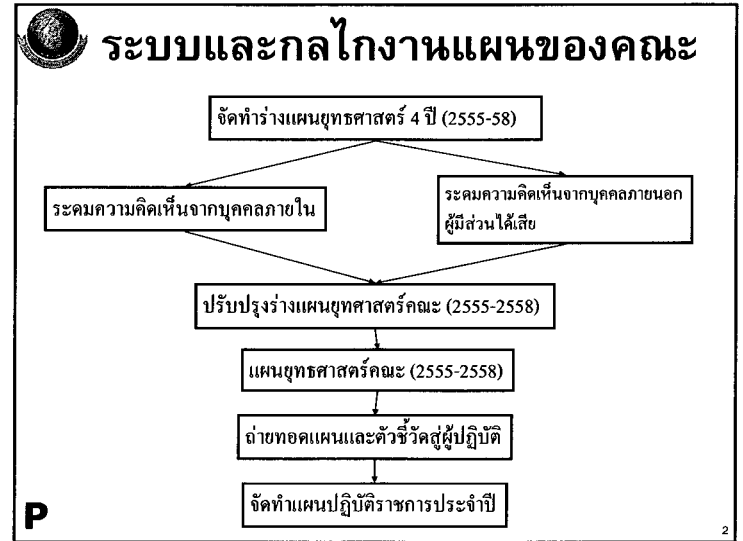 ระบบและกลไกงานแผนของคณะ
จัดทำร่างแผนยุทธศาสตร์ 4 ปี (2555-58)
ระดมความคิดเห็นจากบุคคลภายใน
ระดมความคิดเห็นจากบุคคลภายนอก
ผู้มีส่วนได้เสีย
ปรับปรุงร่างแผนยุทศาสตร์คณะ (2555-2558)
แผนยุทธศาสตร์คณะ (2555-2558)
ถ่ายทอดแผนและตัวชี้วัดสู่ผู้ปฏิบัติ
จัดทำแผนปฏิบัติราชการประจำปี
P
2